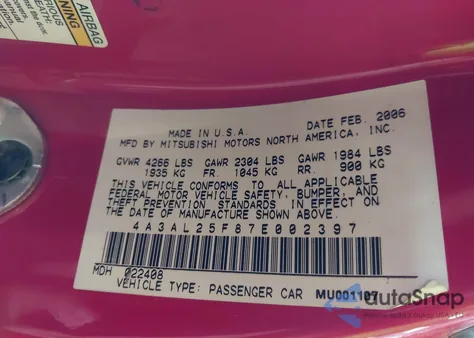 AIRBAG
WARNING
MADE IN U.S.A. DATE FEB. 2006
MFD BY MITSUBISHI MOTORS NORTH AMERICA, INC.
GVWR 4266 LBS GAWR 2304 LBS GAWR 1984 LBS
1935 KG FR. 1045 KG RR. 900 KG
THIS VEHICLE CONFORMS TO ALL APPLICABLE
FEDERAL MOTOR VEHICLE SAFETY, BUMPER, AND
THEFT PREVENTION STANDARDS IN EFFECT ON
THE DATE OF MANUFACTURE SHOWN ABOVE.
4A3AL25F87E002397
MDH 022408
VEHICLE TYPE: PASSENGER CAR MU001107
AutaSnap